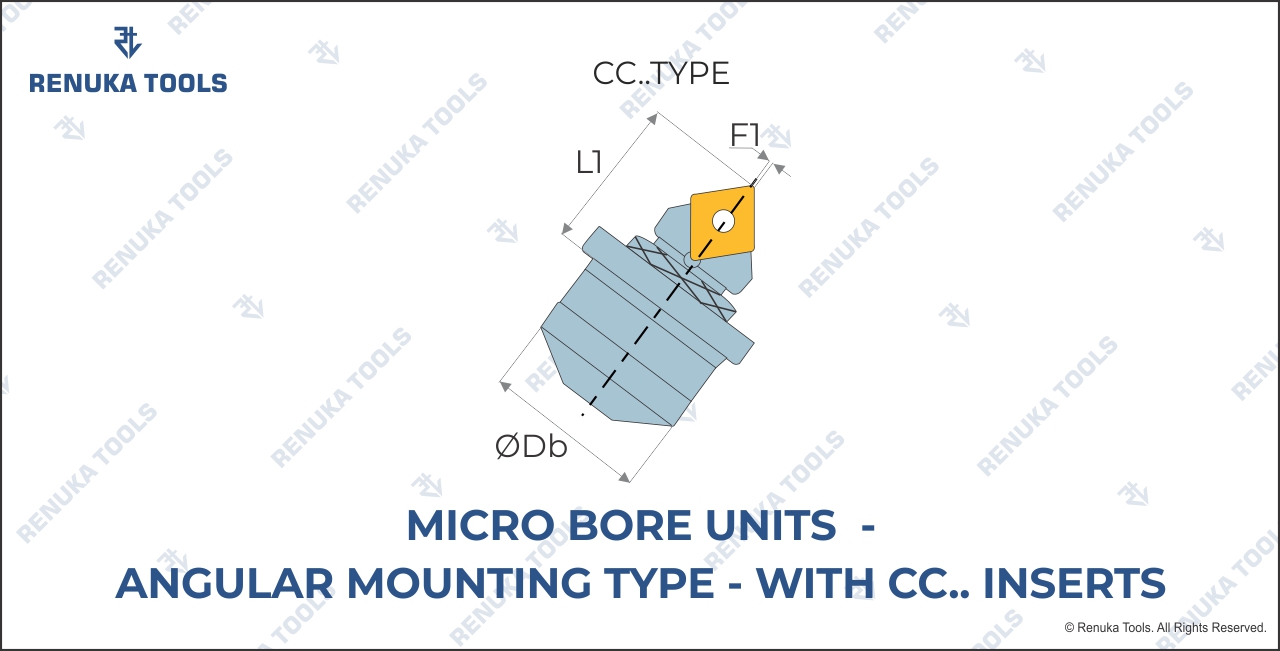 RENUKA TOOLS
CC..TYPE
F1
L1
ØDb
MICRO BORE UNITS -
ANGULAR MOUNTING TYPE - WITH CC.. INSERTS
© Renuka Tools. All Rights Reserved.